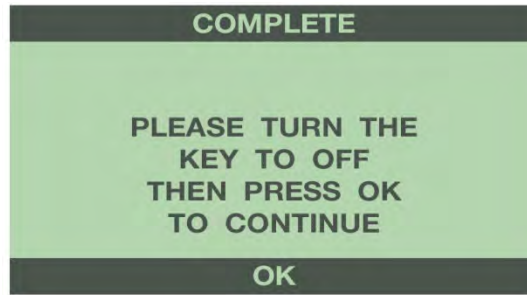 COMPLETE
PLEASE TURN THE
KEY TO OFF
THEN PRESS OK
TO CONTINUE
OK